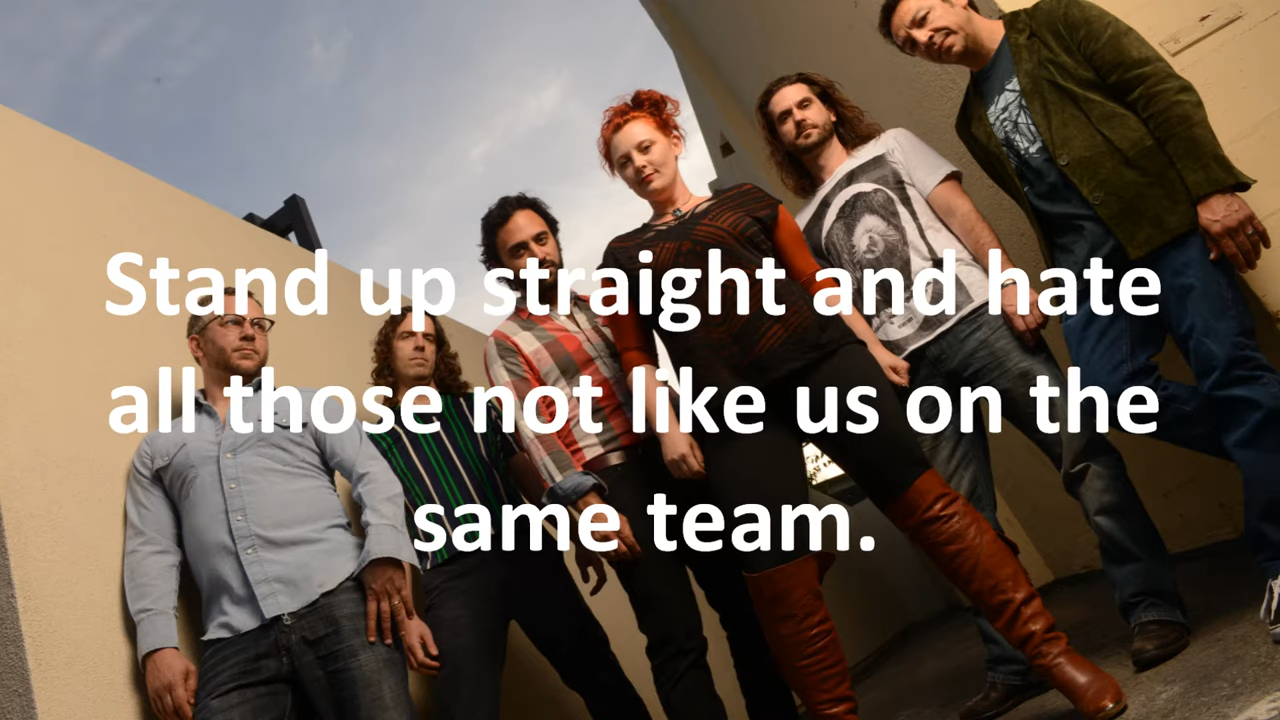 Stand up straight and hate
all those not like us on the
same team.